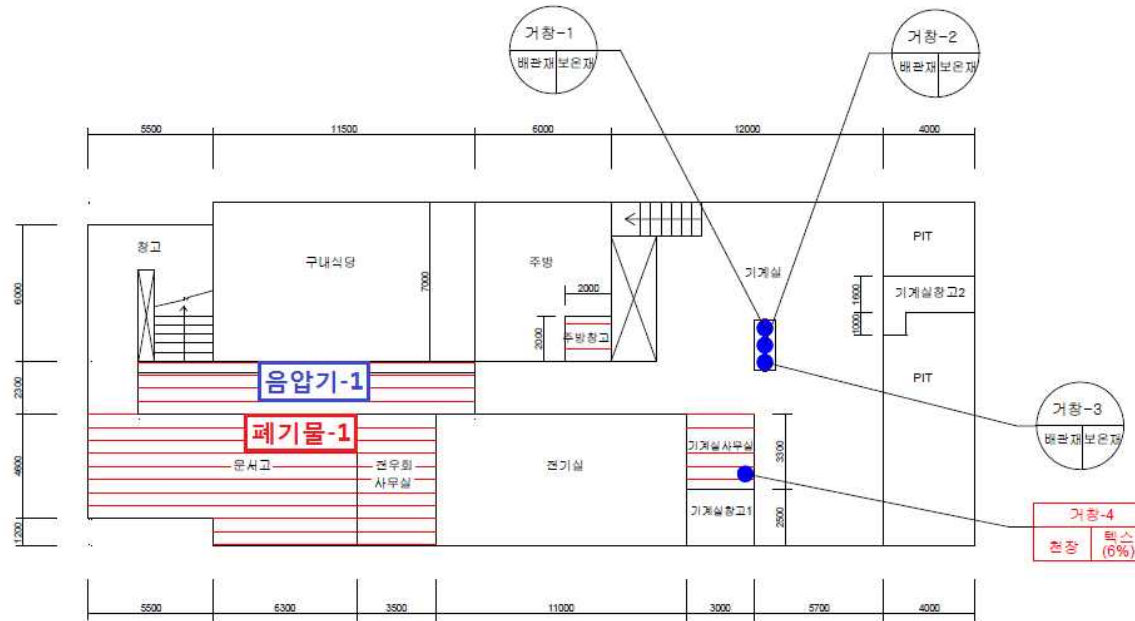 거창-1
배관재 보온재
거창-2
배관재 보온재
5500 11500 6000 12000 4000
창고
구내식당
주방
기계실
PIT
6000
7000
2000
2000
주방창고
1600
1000
기계실창고2
PIT
2300
음압기-1
거창-3
배관재 보온재
폐기물-1
4600
문서고
전우회
사무실
전기실
기계실사무실
3300
1200
기계실창고1
2500
거창-4
천장 텍스
(6%)
5500 6300 3500 11000 3000 5700 4000